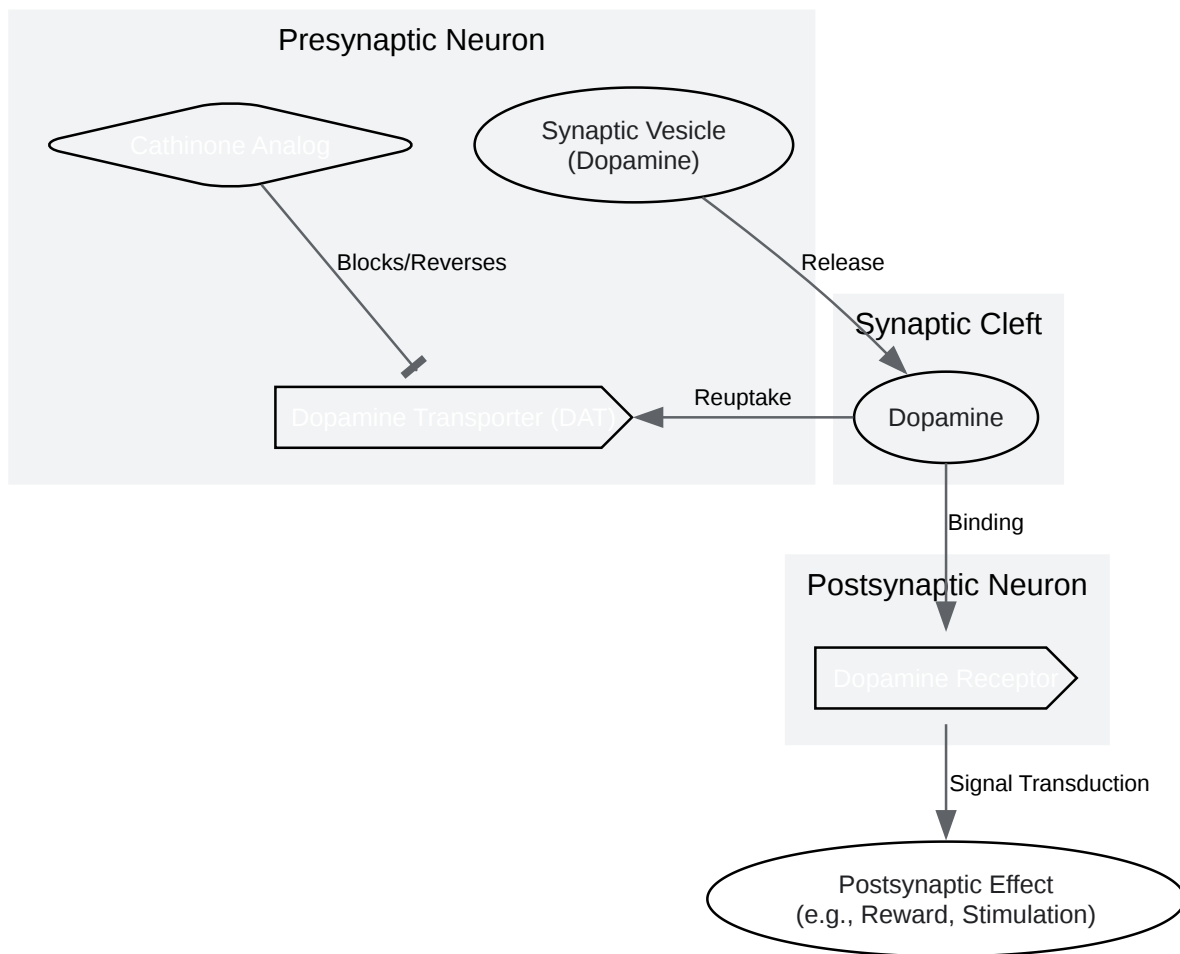 Presynaptic Neuron
Cathinone Analog
Synaptic Vesicle
(Dopamine)
Blocks/Reverses
Release
Synaptic Cleft
Dopamine Transporter (DAT)
Reuptake
Dopamine
Binding
Postsynaptic Neuron
Dopamine Receptor
Signal Transduction
Postsynaptic Effect
(e.g., Reward, Stimulation)